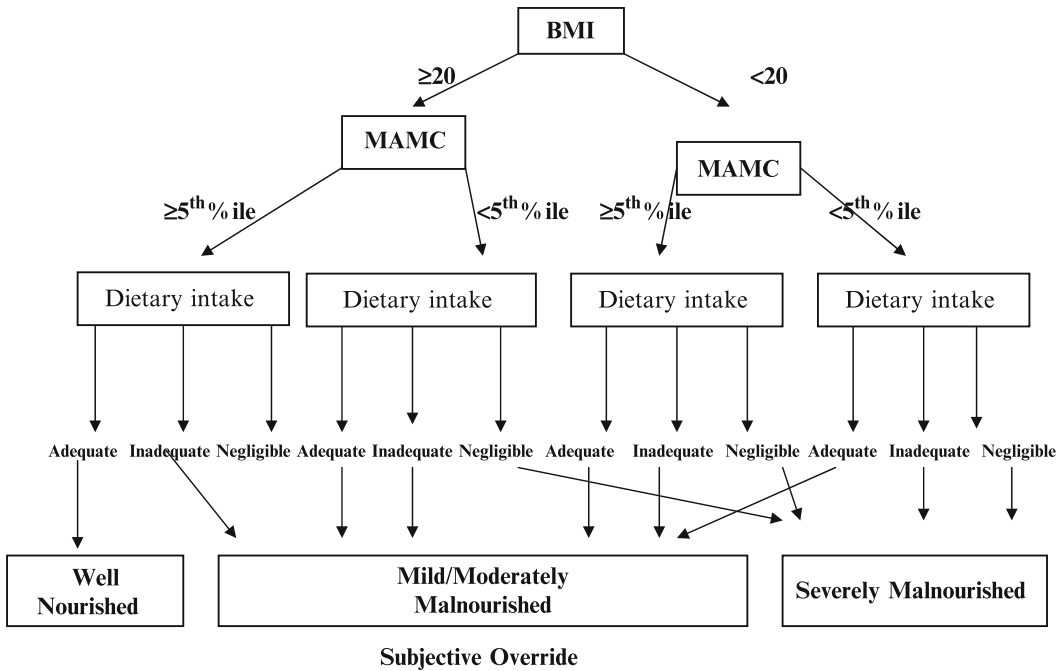 BMI
≥20
<20
MAMC
MAMC
≥5th%ile
<5th%ile
≥5th%ile
<5th%ile
Dietary intake
Dietary intake
Dietary intake
Dietary intake
Adequate Inadequate Negligible Adequate Inadequate Negligible Adequate Inadequate Negligible Adequate Inadequate Negligible
Well
Nourished
Mild/Moderately
Malnourished
Severely Malnourished
Subjective Override